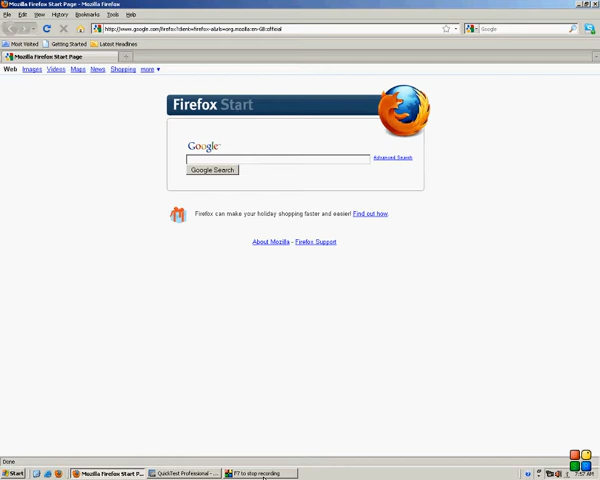 Mozilla Firefox Start Page - Mozilla Firefox
File Edit View History Bookmarks Tools Help
http://www.google.com/firefox?client=firefox-a&rls=org.mozilla:en-GB:official
Google
Most Visited Getting Started Latest Headlines
Mozilla Firefox Start Page
Web Images Videos Maps News Shopping more ▼
Firefox Start
Google
Advanced Search
Google Search
Firefox can make your holiday shopping faster and easier! Find out how.
About Mozilla - Firefox Support
Done
Start Mozilla Firefox Start P... QuickTest Professional - ... F7 to stop recording 7:57 AM